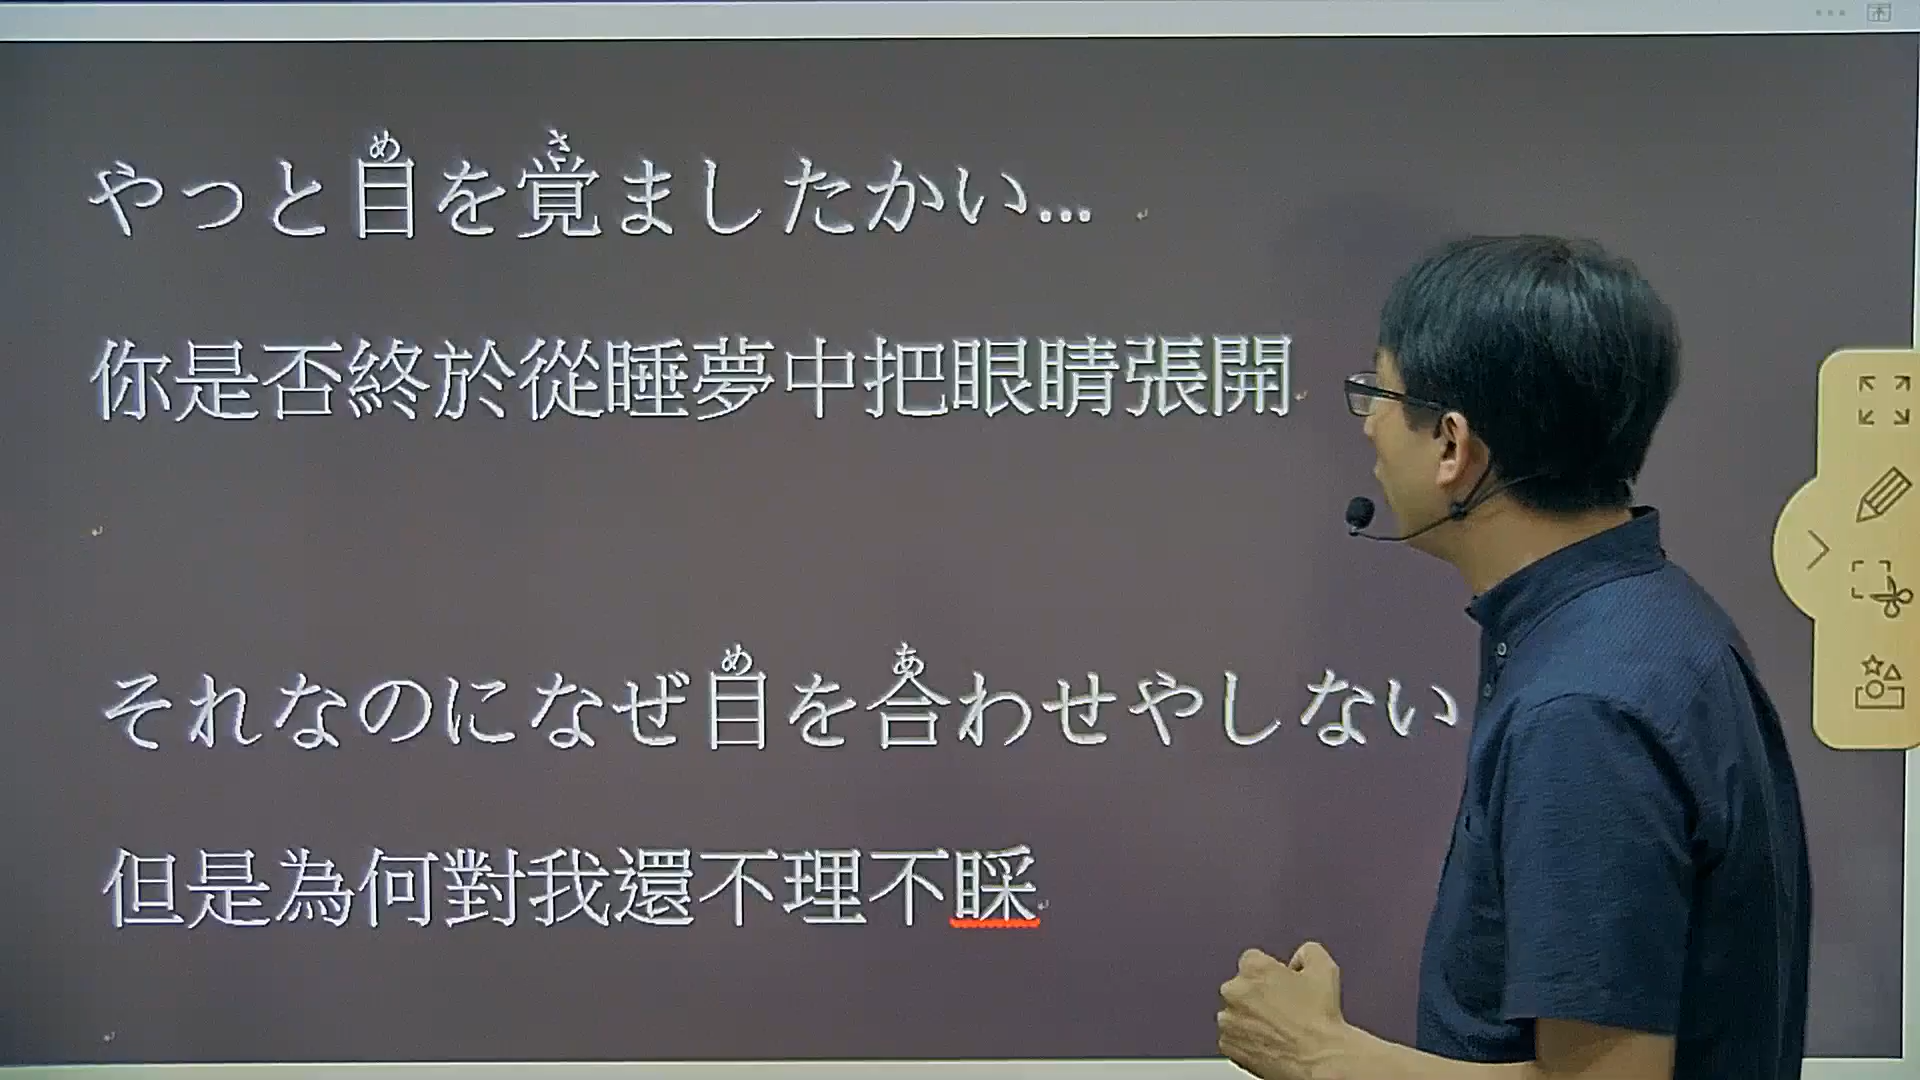 やっと目を覚ましたかい...
你是否終於從睡夢中把眼睛張開
それなのになぜ目を合わせやしない
但是為何對我還不理不睬